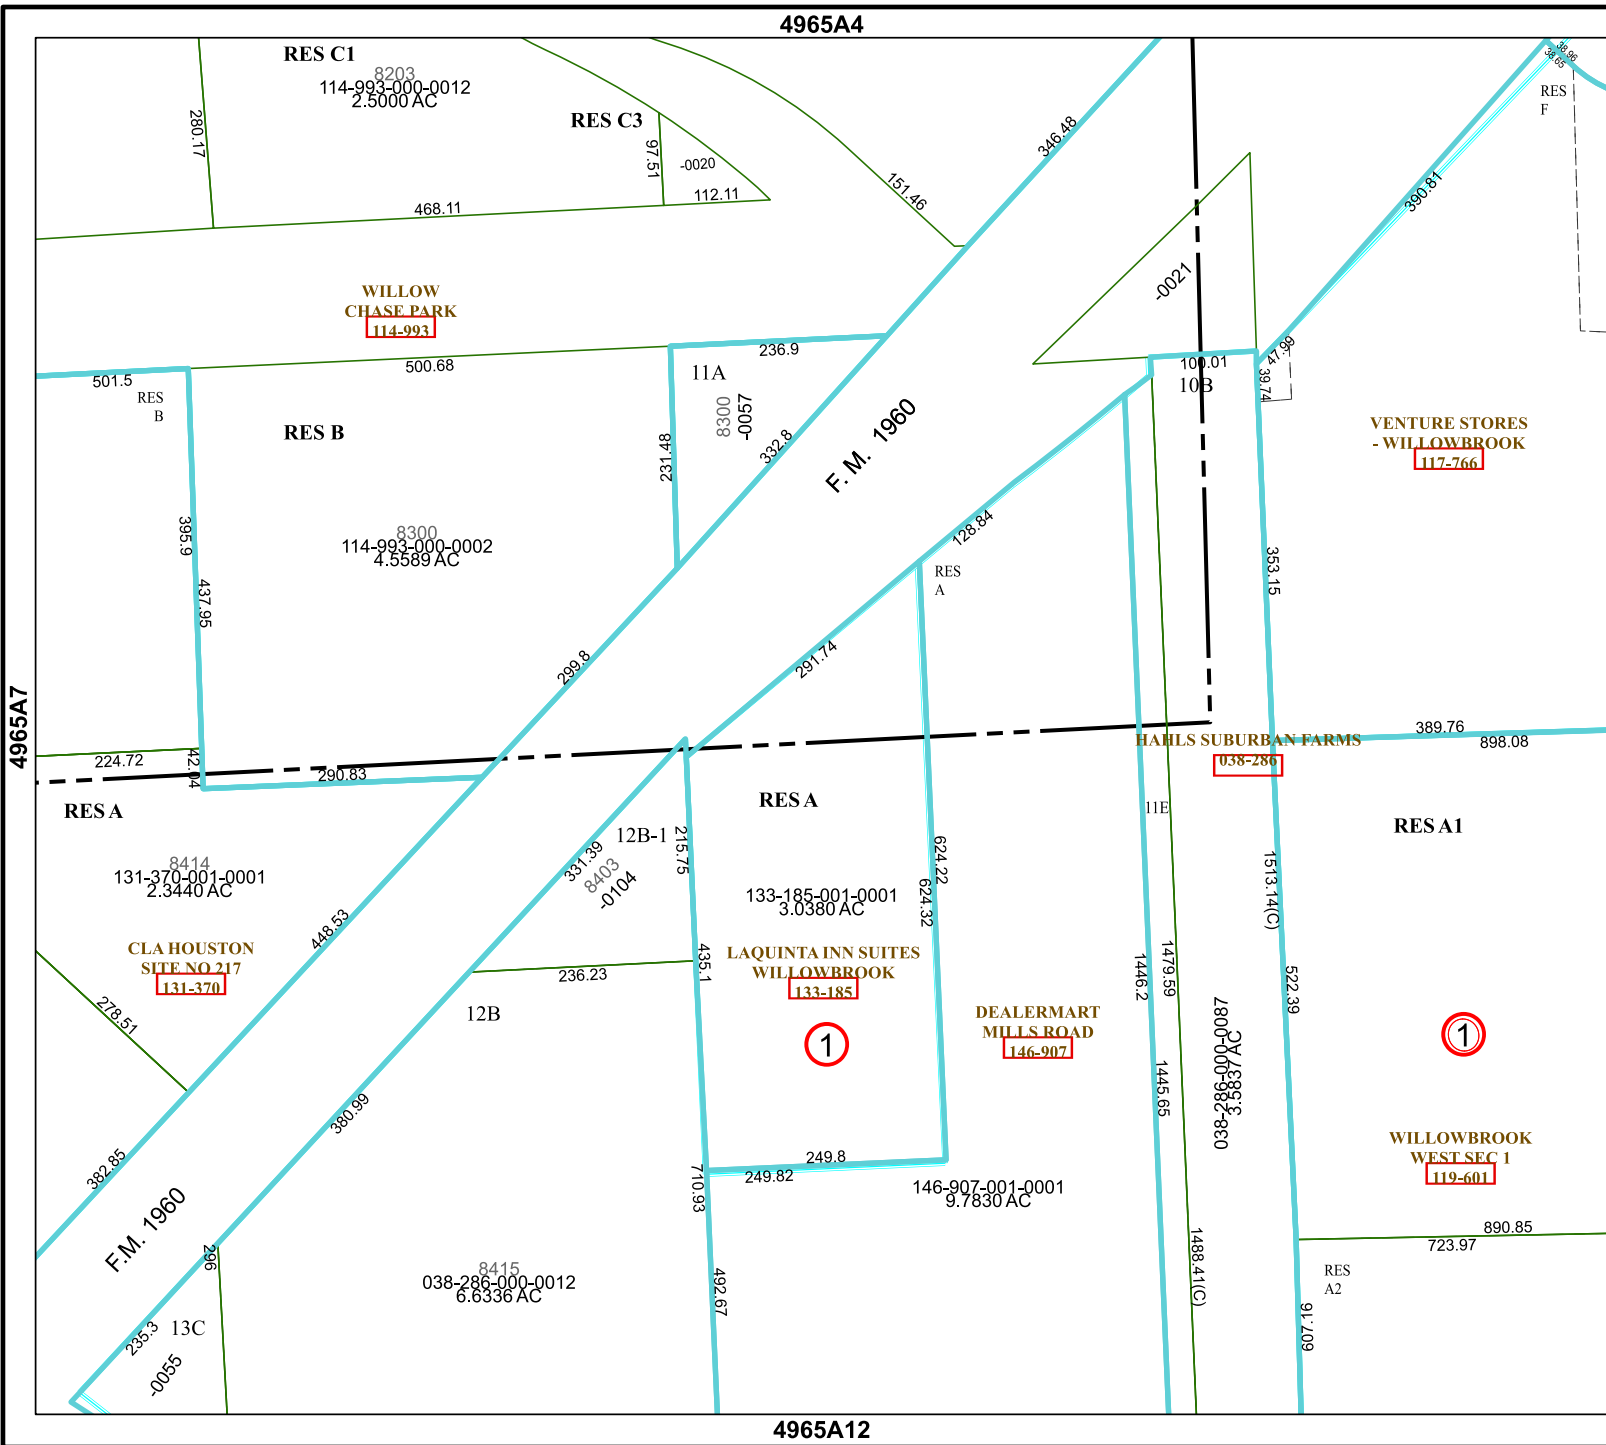 4965A4
RES C1
8203
114-993-000-0012
2.5000 AC
280.17
RES C3
97.51
-0020
112.11
468.11
151.46
346.48
38.96
38.65
RES
F
390.81
-0021
WILLOW
CHASE PARK
114-993
501.5
500.68
236.9
RES
B
RES B
11A
8300
-0057
231.48
332.8
F. M. 1960
100.01
10B
47.99
39.74
VENTURE STORES
- WILLOWBROOK
117-766
395.9
437.95
8300
114-993-000-0002
4.5589 AC
128.84
RES
A
353.15
299.8
291.74
4965A7
224.72
42.04
290.83
389.76
898.08
HAHLS SUBURBAN FARMS
038-286
RES A
RES A
RES A1
11E
12B-1
215.75
331.39
8403
-0104
8414
131-370-001-0001
2.3440 AC
133-185-001-0001
3.0380 AC
624.22
624.32
1513.14(C)
448.53
CLA HOUSTON
SITE NO 217
131-370
278.51
236.23
435.1
LAQUINTA INN SUITES
WILLOWBROOK
133-185
1
12B
DEALERMART
MILLS ROAD
146-907
1446.2
1479.59
522.39
038-286-000-0087
3.5837 AC
1
1445.65
380.99
382.85
WILLOWBROOK
WEST SEC 1
119-601
249.8
249.82
710.93
146-907-001-0001
9.7830 AC
F.M. 1960
296
890.85
723.97
1488.41(C)
RES
A2
8415
038-286-000-0012
6.6336 AC
492.67
607.16
235.3
13C
-0055
4965A12